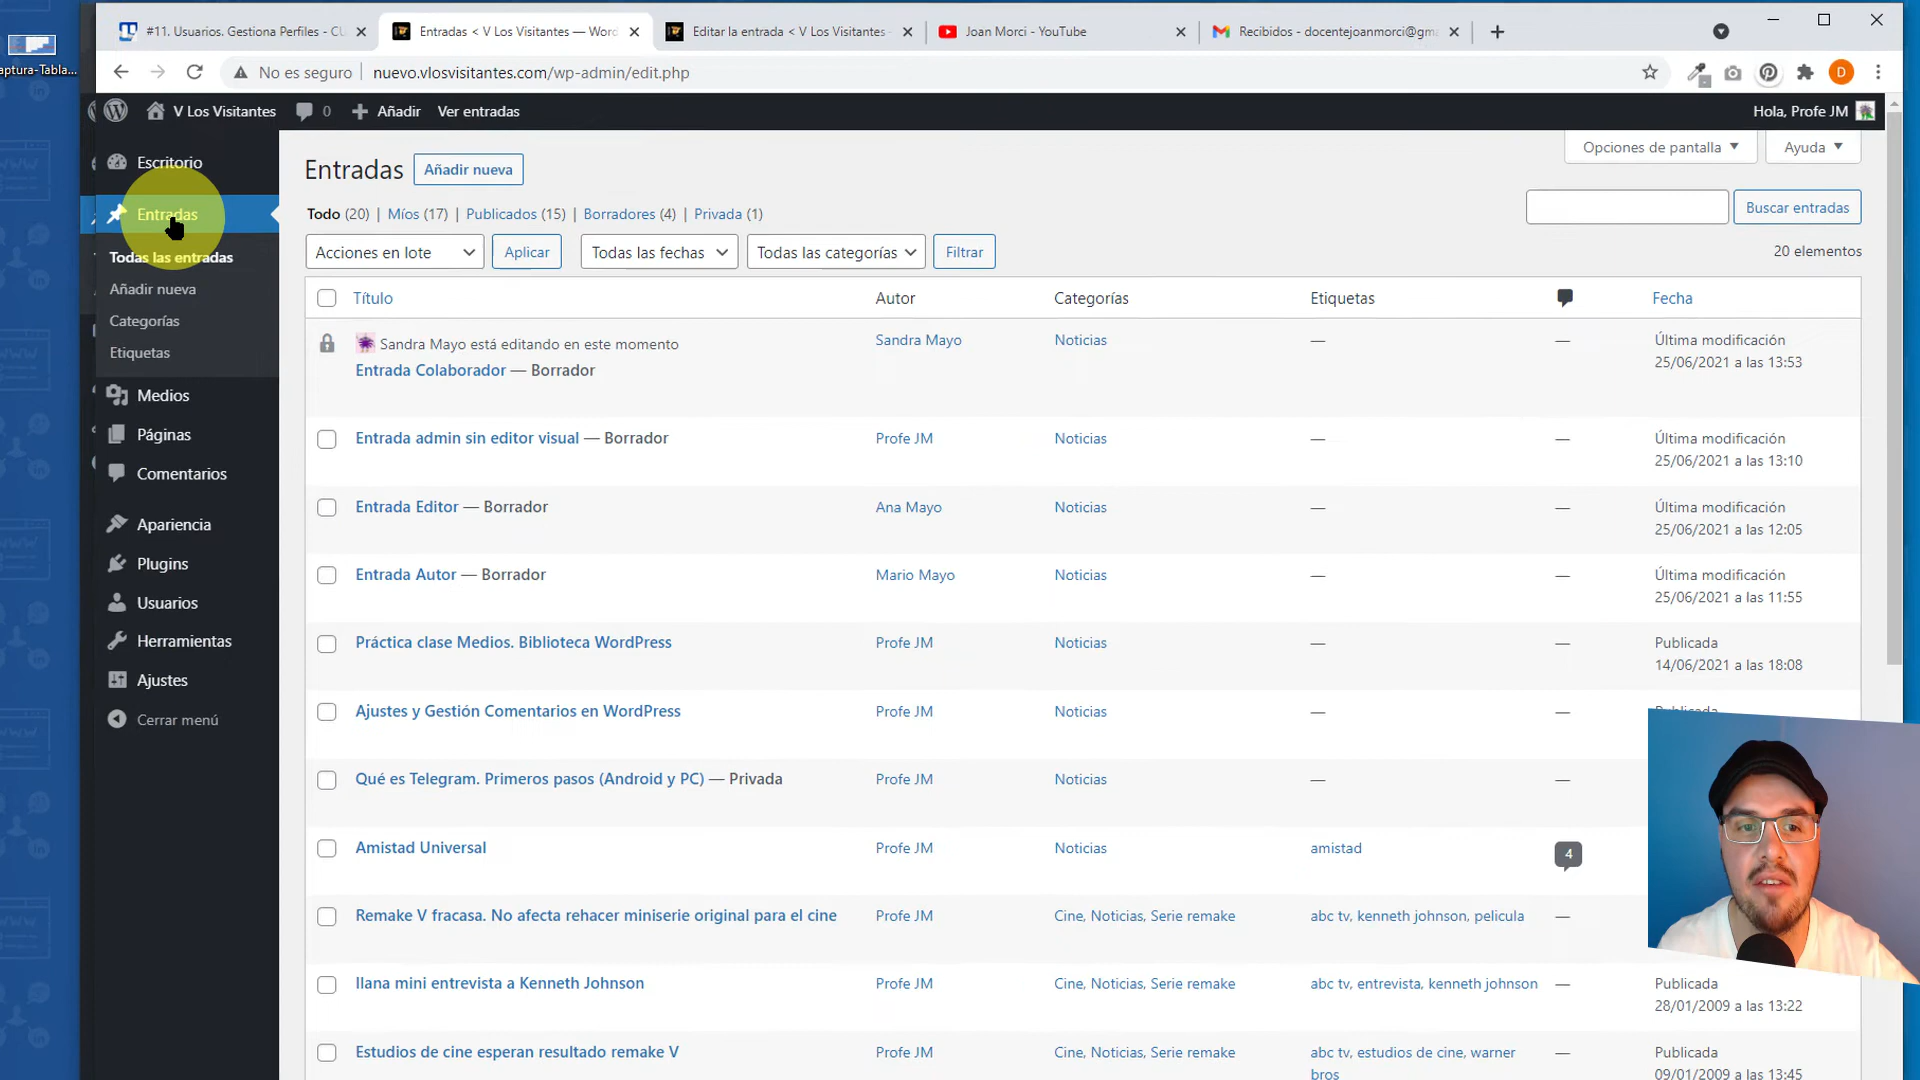 #11. Usuarios. Gestiona Perfiles - CU
Entradas < V Los Visitantes — Word
Editar la entrada < V Los Visitantes -
Joan Morci - YouTube
Recibidos - docentejoanmorci@gma
No es seguro
nuevo.vlosvisitantes.com/wp-admin/edit.php
D
V Los Visitantes
0
Añadir
Ver entradas
Hola, Profe JM
aptura-Tabla...
Escritorio
Entradas
Todas las entradas
Añadir nueva
Categorías
Etiquetas
Medios
Páginas
Comentarios
Apariencia
Plugins
Usuarios
Herramientas
Ajustes
Cerrar menú
Opciones de pantalla
Ayuda
Entradas
Añadir nueva
Todo (20) | Míos (17) | Publicados (15) | Borradores (4) | Privada (1)
Buscar entradas
Acciones en lote
Aplicar
Todas las fechas
Todas las categorías
Filtrar
20 elementos
Título Autor Categorías Etiquetas Fecha
Sandra Mayo está editando en este momento
Entrada Colaborador — Borrador
Sandra Mayo
Noticias
—
—
Última modificación
25/06/2021 a las 13:53
Entrada admin sin editor visual — Borrador
Profe JM
Noticias
—
—
Última modificación
25/06/2021 a las 13:10
Entrada Editor — Borrador
Ana Mayo
Noticias
—
—
Última modificación
25/06/2021 a las 12:05
Entrada Autor — Borrador
Mario Mayo
Noticias
—
—
Última modificación
25/06/2021 a las 11:55
Práctica clase Medios. Biblioteca WordPress
Profe JM
Noticias
—
—
Publicada
14/06/2021 a las 18:08
Ajustes y Gestión Comentarios en WordPress
Profe JM
Noticias
—
—
Publicada
Qué es Telegram. Primeros pasos (Android y PC) — Privada
Profe JM
Noticias
—
—
Amistad Universal
Profe JM
Noticias
amistad
4
Remake V fracasa. No afecta rehacer miniserie original para el cine
Profe JM
Cine, Noticias, Serie remake
abc tv, kenneth johnson, pelicula
—
Ilana mini entrevista a Kenneth Johnson
Profe JM
Cine, Noticias, Serie remake
abc tv, entrevista, kenneth johnson
—
Publicada
28/01/2009 a las 13:22
Estudios de cine esperan resultado remake V
Profe JM
Cine, Noticias, Serie remake
abc tv, estudios de cine, warner
bros
—
Publicada
09/01/2009 a las 13:45